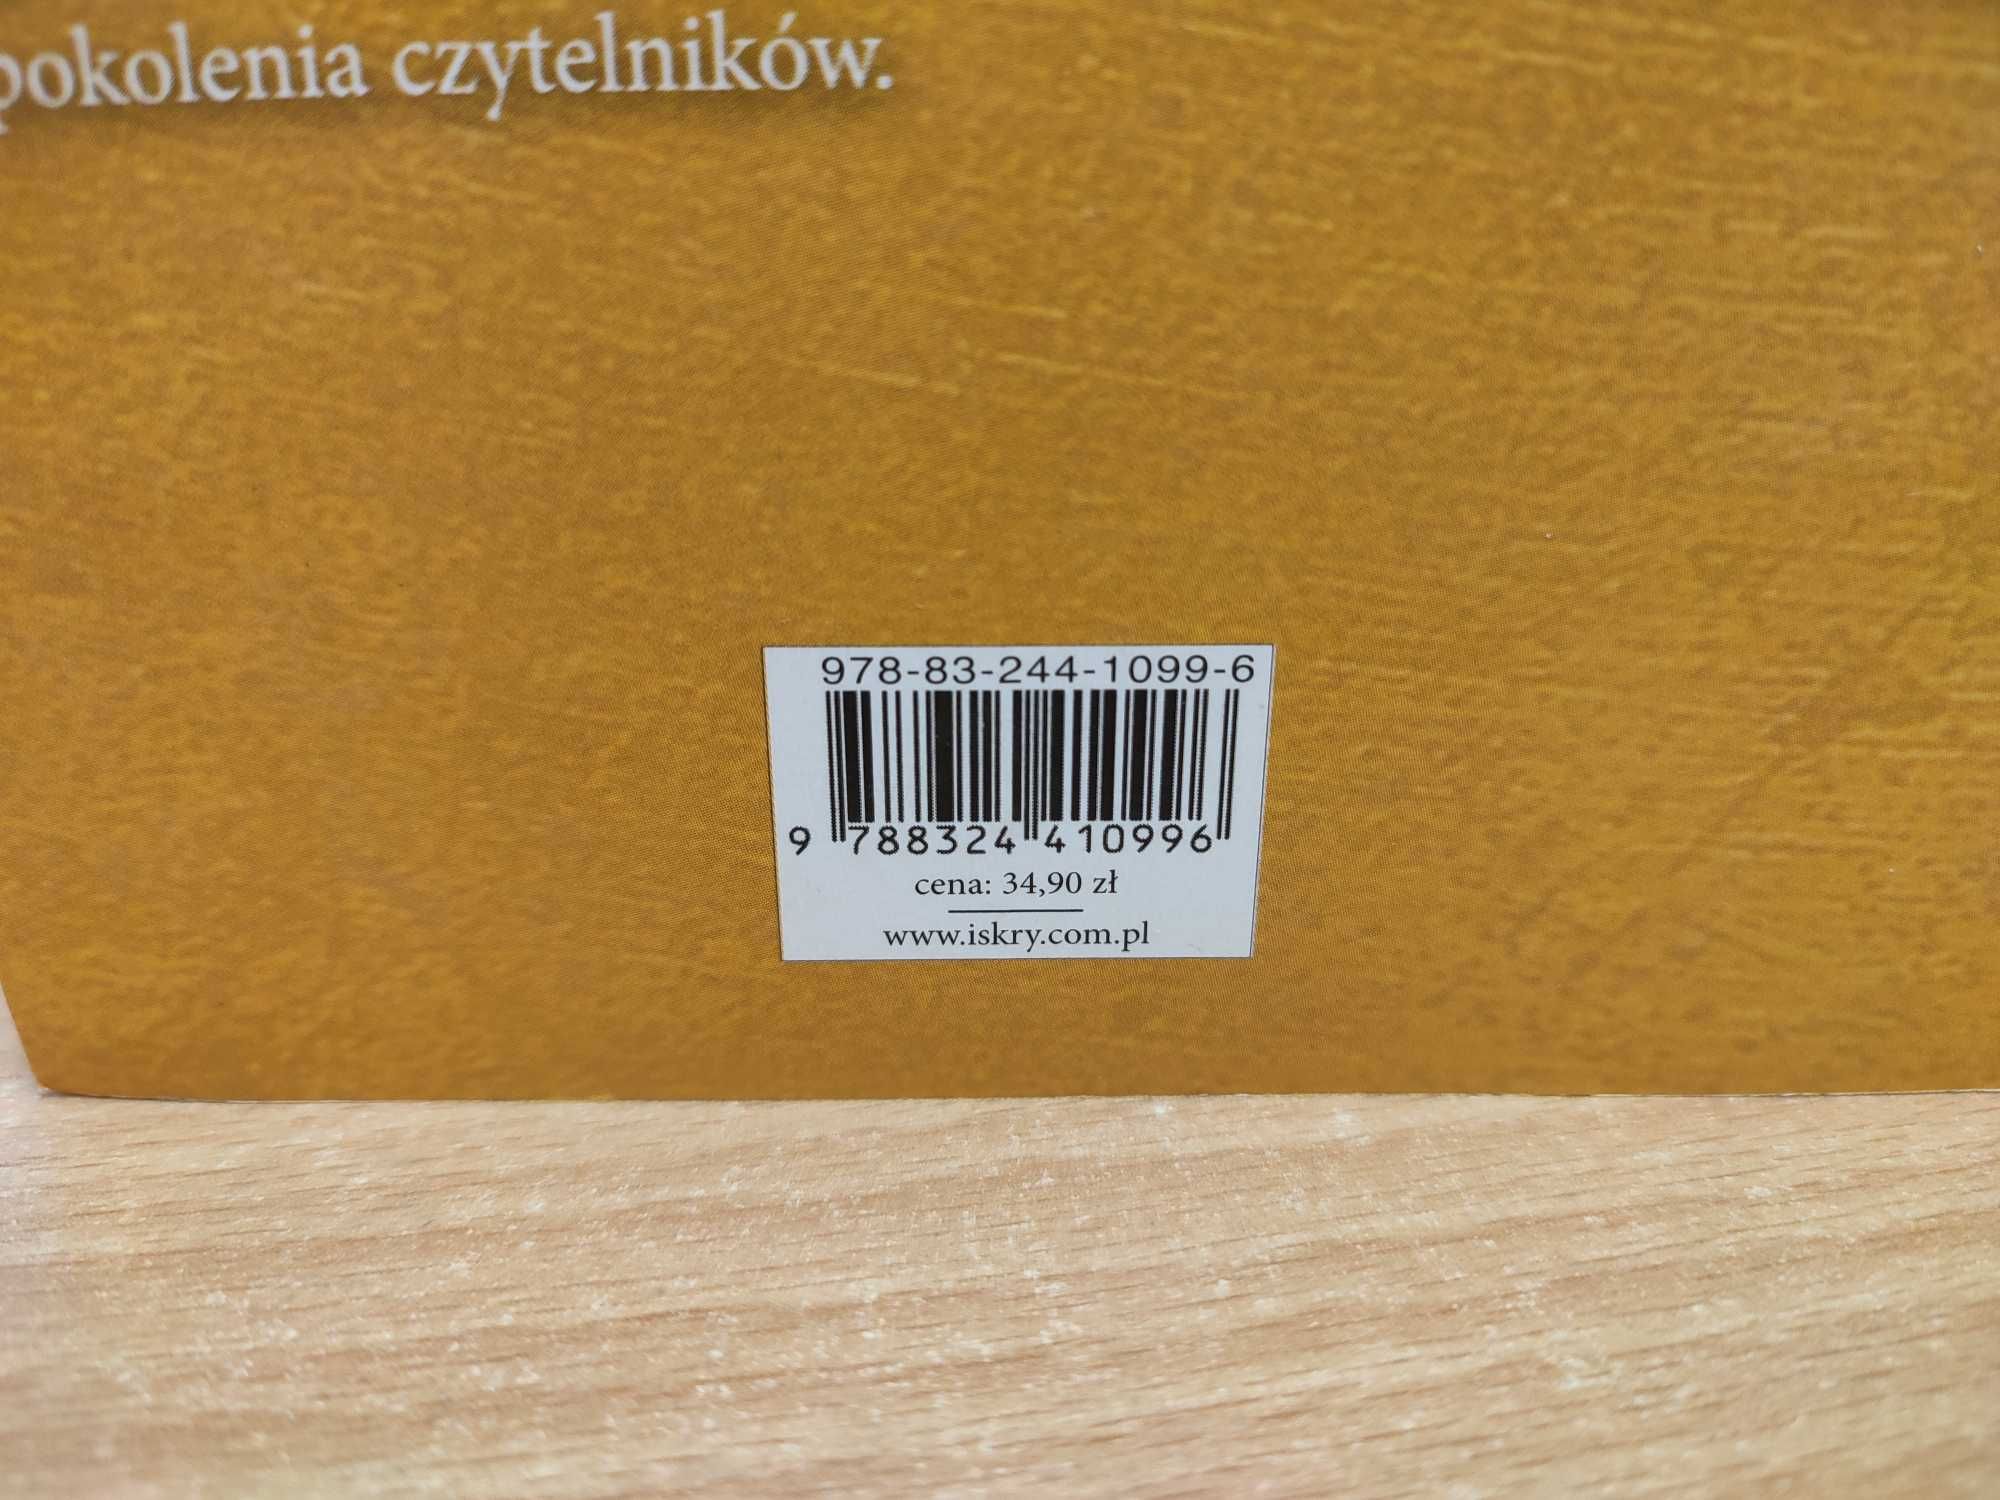 pokolenia czytelników.
978-83-244-1099-6
9 788324 410996
cena: 34,90 zł
www.iskry.com.pl